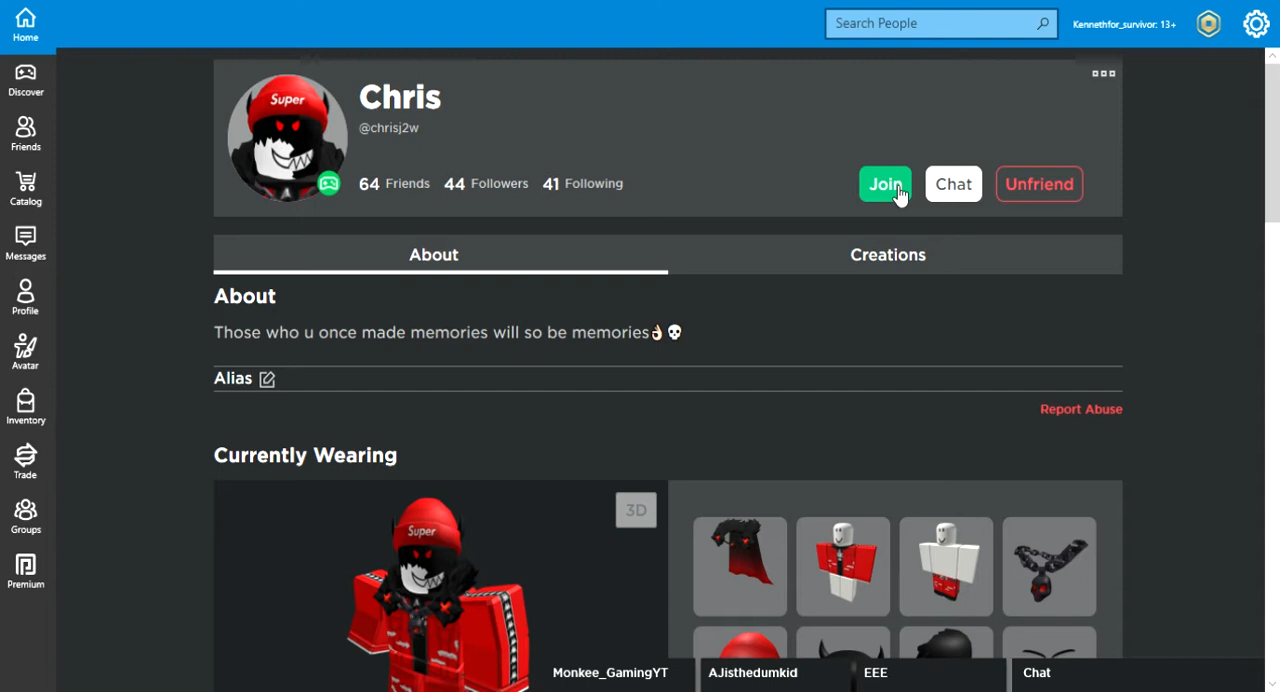 Home
Search People
Kennethfor_survivor: 13+
Discover
Friends
Catalog
Messages
Profile
Avatar
Inventory
Trade
Groups
Premium
Super
Chris
@chrisj2w
64 Friends 44 Followers 41 Following
Join Chat Unfriend
About Creations
About
Those who u once made memories will so be memories👌🏻💀
Alias
Report Abuse
Currently Wearing
3D
Super
Monkee_GamingYT AJisthedumkid EEE Chat